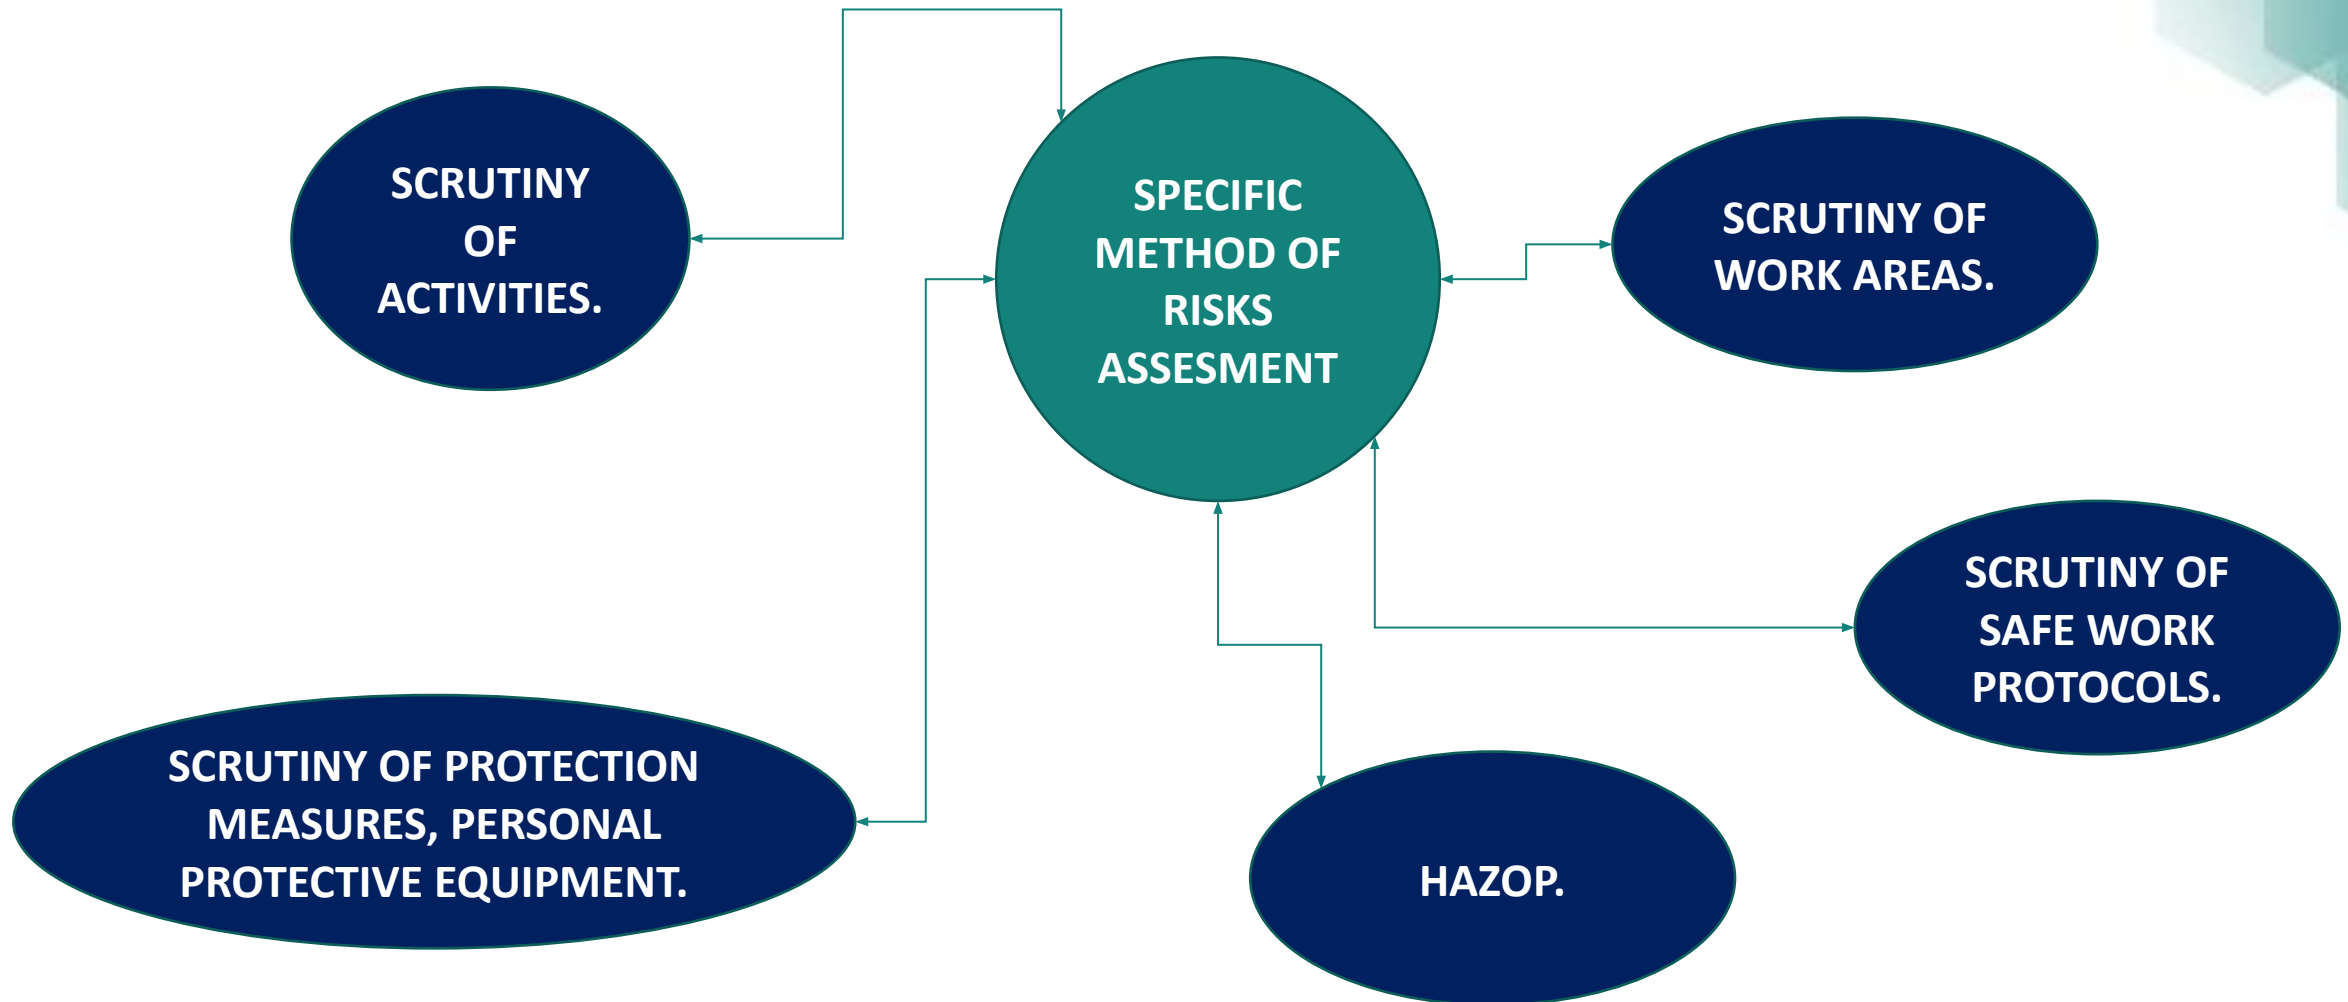 SCRUTINY
OF
ACTIVITIES.
SPECIFIC
METHOD OF
RISKS
ASSESMENT
SCRUTINY OF
WORK AREAS.
SCRUTINY OF
SAFE WORK
PROTOCOLS.
SCRUTINY OF PROTECTION
MEASURES, PERSONAL
PROTECTIVE EQUIPMENT.
HAZOP.